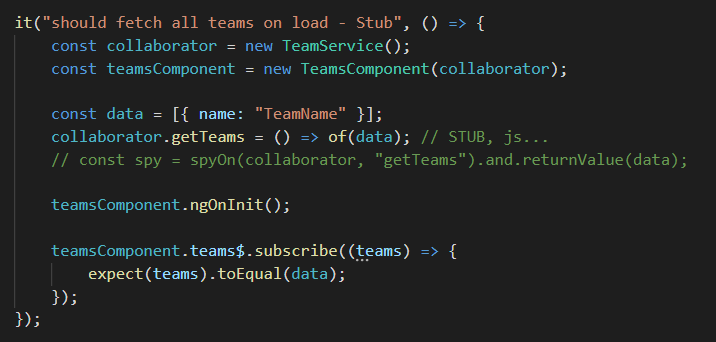 it("should fetch all teams on load - Stub", () => {
const collaborator = new TeamService();
const teamsComponent = new TeamsComponent(collaborator);
const data = [{ name: "TeamName" }];
collaborator.getTeams = () => of(data); // STUB, js...
// const spy = spyOn(collaborator, "getTeams").and.returnValue(data);
teamsComponent.ngOnInit();
teamsComponent.teams$.subscribe((teams) => {
expect(teams).toEqual(data);
});
});